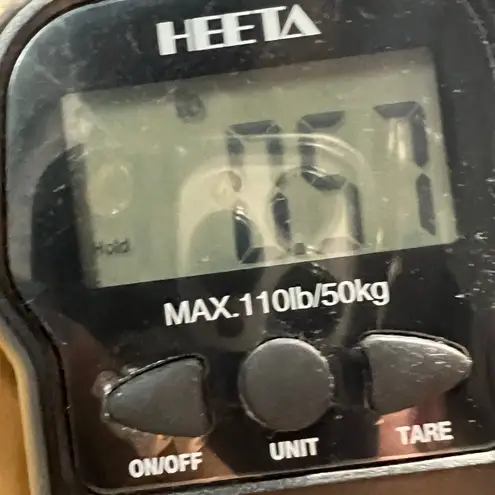 HEETA
Hold
MAX.110lb/50kg
ON/OFF UNIT TARE